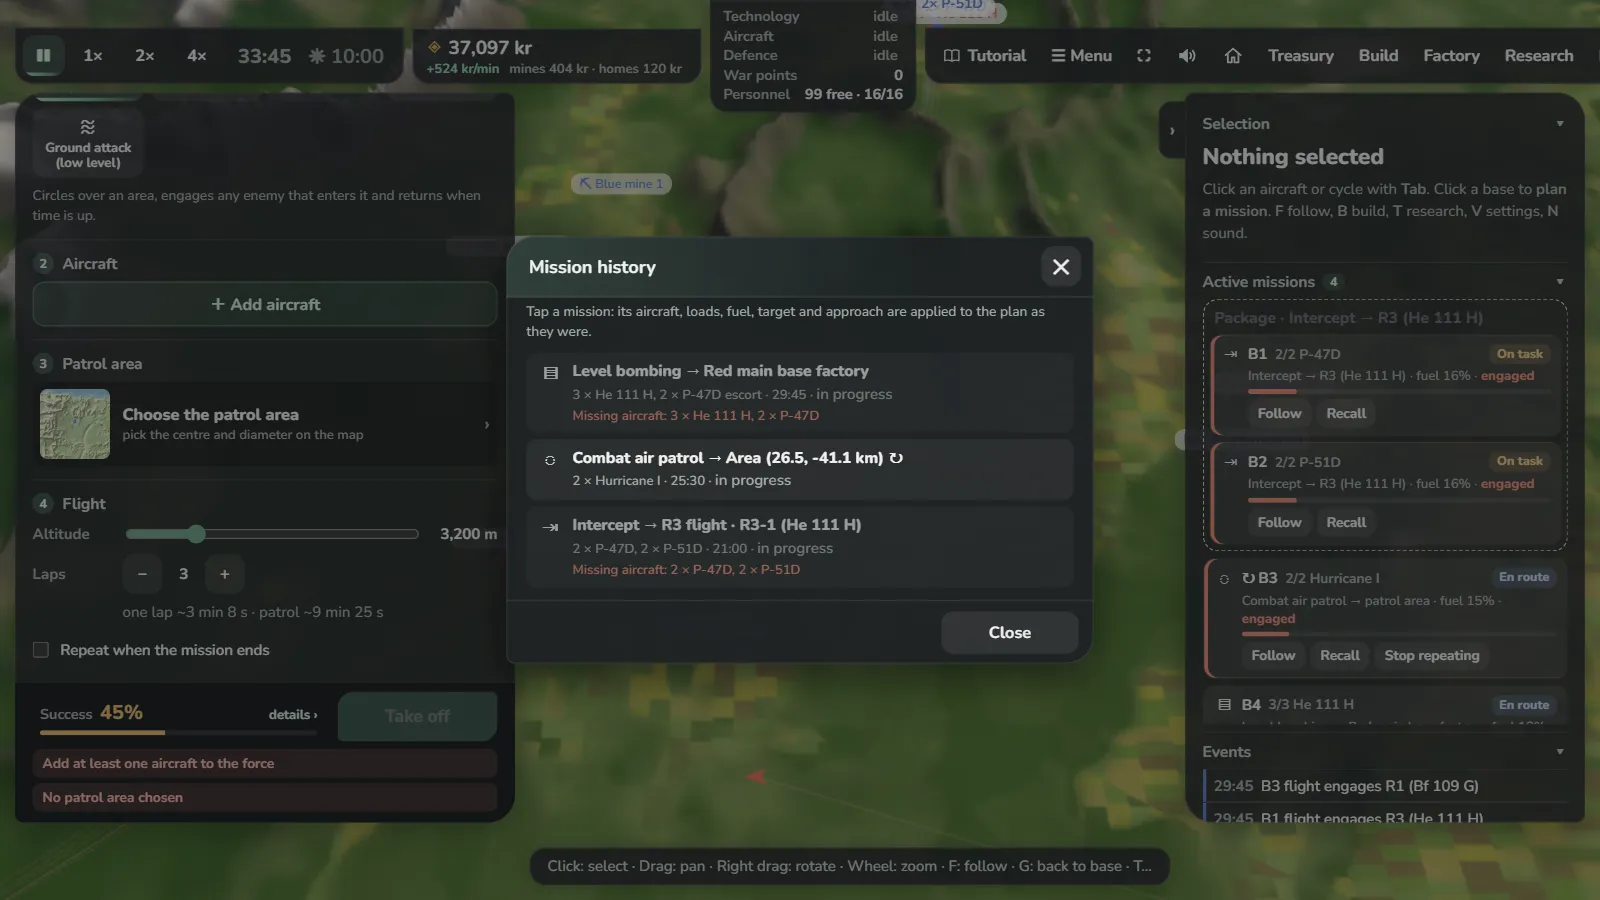 1×
2×
4×
33:45
10:00
37,097 kr
+524 kr/min mines 404 kr · homes 120 kr
Technology idle
Aircraft idle
Defence idle
War points 0
Personnel 99 free · 16/16
2× P-51D
Tutorial
Menu
Treasury
Build
Factory
Research
Ground attack
(low level)
Circles over an area, engages any enemy that enters it and returns when
time is up.
2 Aircraft
+ Add aircraft
3 Patrol area
Choose the patrol area
pick the centre and diameter on the map
4 Flight
Altitude 3,200 m
Laps − 3 +
one lap ~3 min 8 s · patrol ~9 min 25 s
Repeat when the mission ends
Success 45% details ›
Take off
Add at least one aircraft to the force
No patrol area chosen
Blue mine 1
Mission history
Tap a mission: its aircraft, loads, fuel, target and approach are applied to the plan as
they were.
Level bombing → Red main base factory
3 × He 111 H, 2 × P-47D escort · 29:45 · in progress
Missing aircraft: 3 × He 111 H, 2 × P-47D
Combat air patrol → Area (26.5, -41.1 km) ↻
2 × Hurricane I · 25:30 · in progress
Intercept → R3 flight · R3-1 (He 111 H)
2 × P-47D, 2 × P-51D · 21:00 · in progress
Missing aircraft: 2 × P-47D, 2 × P-51D
Close
Selection
Nothing selected
Click an aircraft or cycle with Tab. Click a base to plan
a mission. F follow, B build, T research, V settings, N
sound.
Active missions 4
Package · Intercept → R3 (He 111 H)
B1 2/2 P-47D On task
Intercept → R3 (He 111 H) · fuel 16% · engaged
Follow Recall
B2 2/2 P-51D On task
Intercept → R3 (He 111 H) · fuel 16% · engaged
Follow Recall
↻ B3 2/2 Hurricane I En route
Combat air patrol → patrol area · fuel 15% ·
engaged
Follow Recall Stop repeating
B4 3/3 He 111 H En route
Events
29:45 B3 flight engages R1 (Bf 109 G)
29:45 B1 flight engages R3 (He 111 H)
Click: select · Drag: pan · Right drag: rotate · Wheel: zoom · F: follow · G: back to base · T...